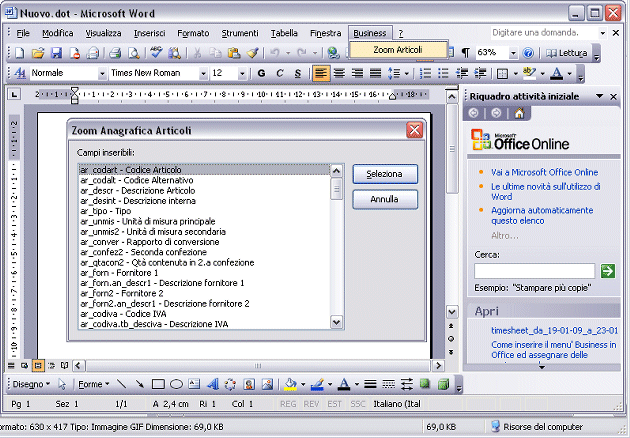 Nuovo.dot - Microsoft Word
File Modifica Visualizza Inserisci Formato Strumenti Tabella Finestra Business ?
Digitare una domanda.
Zoom Articoli
¶ 63% Lettura
Normale Times New Roman 12 G C S
Riquadro attività iniziale
Zoom Anagrafica Articoli
Campi inseribili:
ar_codart - Codice Articolo
ar_codalt - Codice Alternativo
ar_descr - Descrizione Articolo
ar_desint - Descrizione interna
ar_tipo - Tipo
ar_unmis - Unità di misura principale
ar_unmis2 - Unità di misura secondaria
ar_conver - Rapporto di conversione
ar_confez2 - Seconda confezione
ar_qtacon2 - Qtà contenuta in 2.a confezione
ar_forn - Fornitore 1
ar_forn.an_descr1 - Descrizione fornitore 1
ar_forn2 - Fornitore 2
ar_forn2.an_descr1 - Descrizione fornitore 2
ar_codiva - Codice IVA
ar_codiva.tb_desciva - Descrizione IVA
Seleziona
Annulla
Microsoft
Office Online
Vai a Microsoft Office Online
Le ultime novità sull'utilizzo di
Word
Aggiorna automaticamente
questo elenco
Altro...
Cerca:
Esempio: "Stampare più copie"
Apri
timesheet_da_19-01-09_a_23-01
Come inserire il menu' Business in
Office ed assegnare delle
Disegno Forme
Pg 1 Sez 1 1/1 A 2,4 cm Ri 1 Col 1 REG REV EST SSC Italiano (Ital
ormato: 630 x 417 Tipo: Immagine GIF Dimensione: 69,0 KB 69,0 KB Risorse del computer